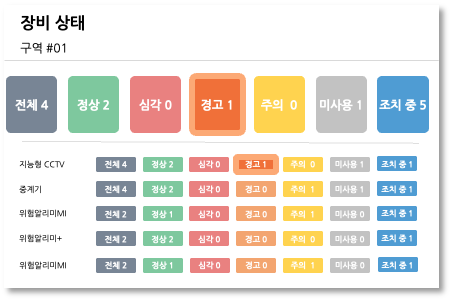 장비 상태
구역 #01
전체 4 정상 2 심각 0 경고 1 주의 0 미사용 1 조치 중 5
지능형 CCTV 전체 4 정상 2 심각 0 경고 1 주의 0 미사용 1 조치 중 1
중계기 전체 4 정상 2 심각 0 경고 0 주의 1 미사용 1 조치 중 1
위험알리미MI 전체 2 정상 1 심각 0 경고 0 주의 1 미사용 0 조치 중 1
위험알리미+ 전체 2 정상 2 심각 0 경고 0 주의 1 미사용 0 조치 중 1
위험알리미MI 전체 2 정상 1 심각 0 경고 0 주의 1 미사용 0 조치 중 1